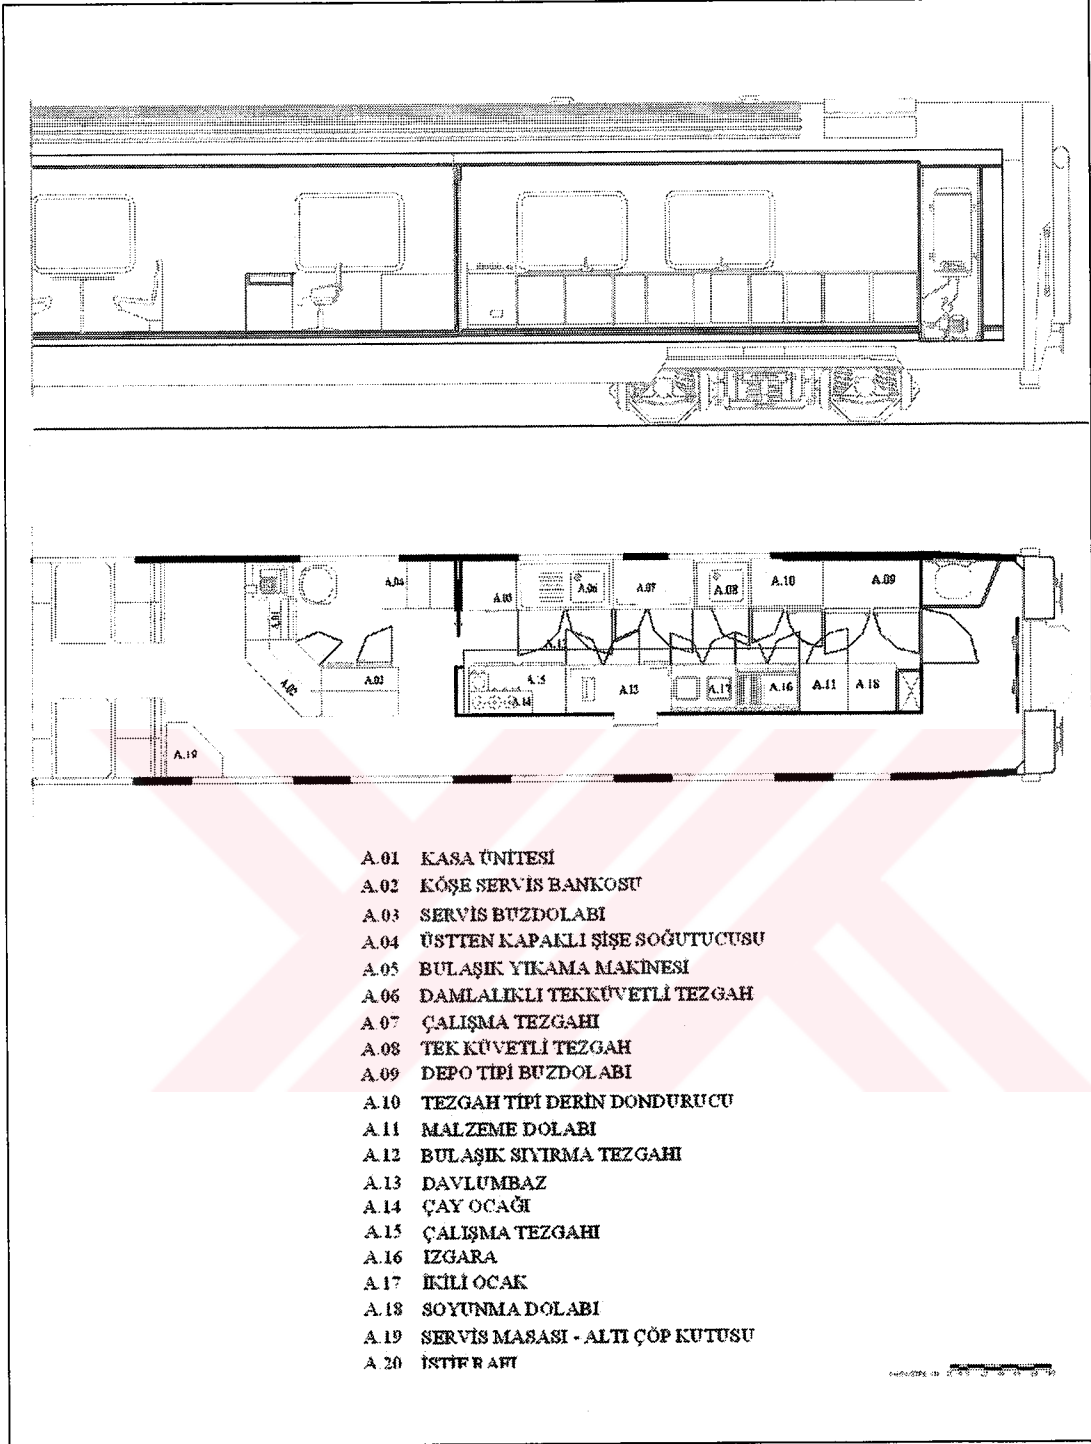 A.04
A.05
A.06
A.07
A.08
A.10
A.09
A.01
A.02
A.03
A.15
A.14
A.17
A.16
A.11
A.18
A.19
A.01 KASA ÜNİTESİ
A.02 KÖŞE SERVİS BANKOSU
A.03 SERVİS BUZDOLABI
A.04 ÜSTTEN KAPAKLI ŞİŞE SOĞUTUCUSU
A.05 BULAŞIK YIKAMA MAKİNESİ
A.06 DAMLALIKLI TEKKÜVETLİ TEZGAH
A.07 ÇALIŞMA TEZGAHI
A.08 TEK KÜVETLİ TEZGAH
A.09 DEPO TİPİ BUZDOLABI
A.10 TEZGAH TİPİ DERİN DONDURUCU
A.11 MALZEME DOLABI
A.12 BULAŞIK SIYIRMA TEZGAHI
A.13 DAVLUMBAZ
A.14 ÇAY OCAĞI
A.15 ÇALIŞMA TEZGAHI
A.16 IZGARA
A.17 İKİLİ OCAK
A.18 SOYUNMA DOLABI
A.19 SERVİS MASASI - ALTI ÇÖP KUTUSU
A.20 İSTİF RAFI